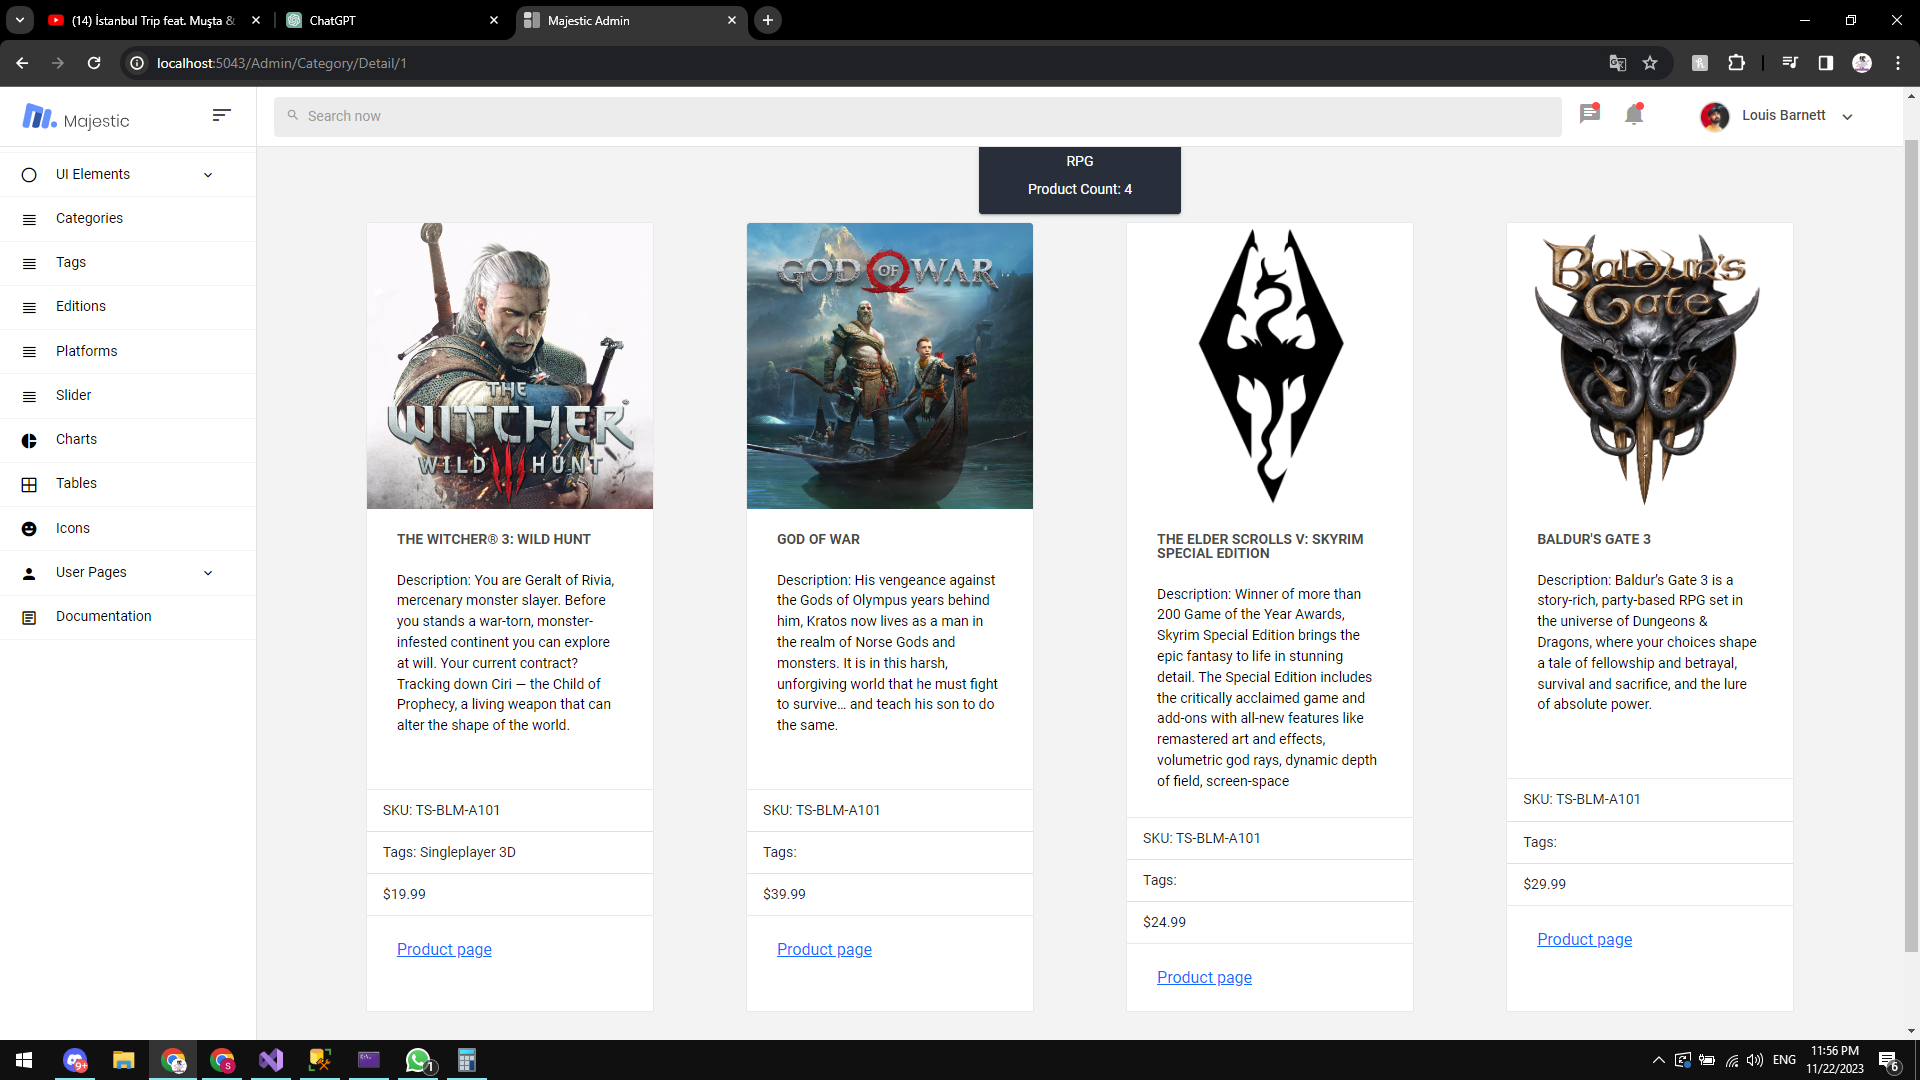 (14) İstanbul Trip feat. Muşta &
ChatGPT
Majestic Admin
localhost:5043/Admin/Category/Detail/1
Majestic
Search now
Louis Barnett
UI Elements
Categories
Tags
Editions
Platforms
Slider
Charts
Tables
Icons
User Pages
Documentation
RPG
Product Count: 4
THE
WITCHER
WILD HUNT
THE WITCHER® 3: WILD HUNT
Description: You are Geralt of Rivia,
mercenary monster slayer. Before
you stands a war-torn, monster-
infested continent you can explore
at will. Your current contract?
Tracking down Ciri — the Child of
Prophecy, a living weapon that can
alter the shape of the world.
SKU: TS-BLM-A101
Tags: Singleplayer 3D
$19.99
Product page
GOD OF WAR
GOD OF WAR
Description: His vengeance against
the Gods of Olympus years behind
him, Kratos now lives as a man in
the realm of Norse Gods and
monsters. It is in this harsh,
unforgiving world that he must fight
to survive… and teach his son to do
the same.
SKU: TS-BLM-A101
Tags:
$39.99
Product page
THE ELDER SCROLLS V: SKYRIM
SPECIAL EDITION
Description: Winner of more than
200 Game of the Year Awards,
Skyrim Special Edition brings the
epic fantasy to life in stunning
detail. The Special Edition includes
the critically acclaimed game and
add-ons with all-new features like
remastered art and effects,
volumetric god rays, dynamic depth
of field, screen-space
SKU: TS-BLM-A101
Tags:
$24.99
Product page
Baldur's
Gate
BALDUR'S GATE 3
Description: Baldur’s Gate 3 is a
story-rich, party-based RPG set in
the universe of Dungeons &
Dragons, where your choices shape
a tale of fellowship and betrayal,
survival and sacrifice, and the lure
of absolute power.
SKU: TS-BLM-A101
Tags:
$29.99
Product page
9+
S
1
ENG
11:56 PM
11/22/2023
6